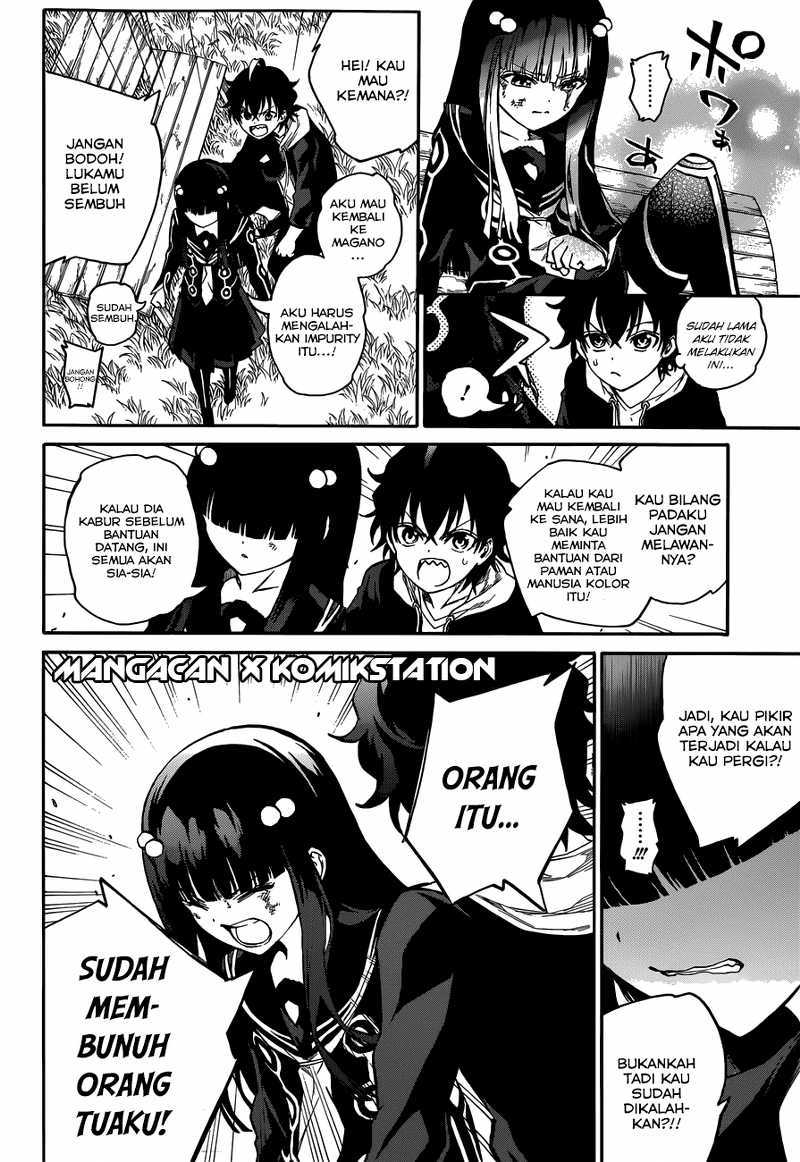 ポ
ワ
ぁ
ぁ
.......
SUDAH LAMA
AKU TIDAK
MELAKUKAN
INI...
!
HEI! KAU
MAU
KEMANA?!
AKU MAU
KEMBALI
KE
MAGANO
AKU HARUS
MENGALAH-
KAN IMPURITY
ITU...!
JANGAN
BODOH!
LUKAMU
BELUM
SEMBUH
SUDAH
SEMBUH.
JANGAN
BOHONG!
KAU BILANG
PADAKU
JANGAN
MELAWAN-
NYA?
KALAU KAU
MAU KEMBALI
KE SANA, LEBIH
BAIK KAU
MEMINTA
BANTUAN DARI
PAMAN ATAU
MANUSIA KOLOR
ITU!
KALAU DIA
KABUR SEBELUM
BANTUAN
DATANG, INI
SEMUA AKAN
SIA-SIA!
MANGACAN X KOMIKSTATION
JADI, KAU PIKIR
APA YANG AKAN
TERJADI KALAU
KAU PERGI?!
......!!!
BUKANKAH
TADI KAU
SUDAH
DIKALAH-
KAN?!!
ORANG
ITU...
SUDAH
MEM-
BUNUH
ORANG
TUAKU!